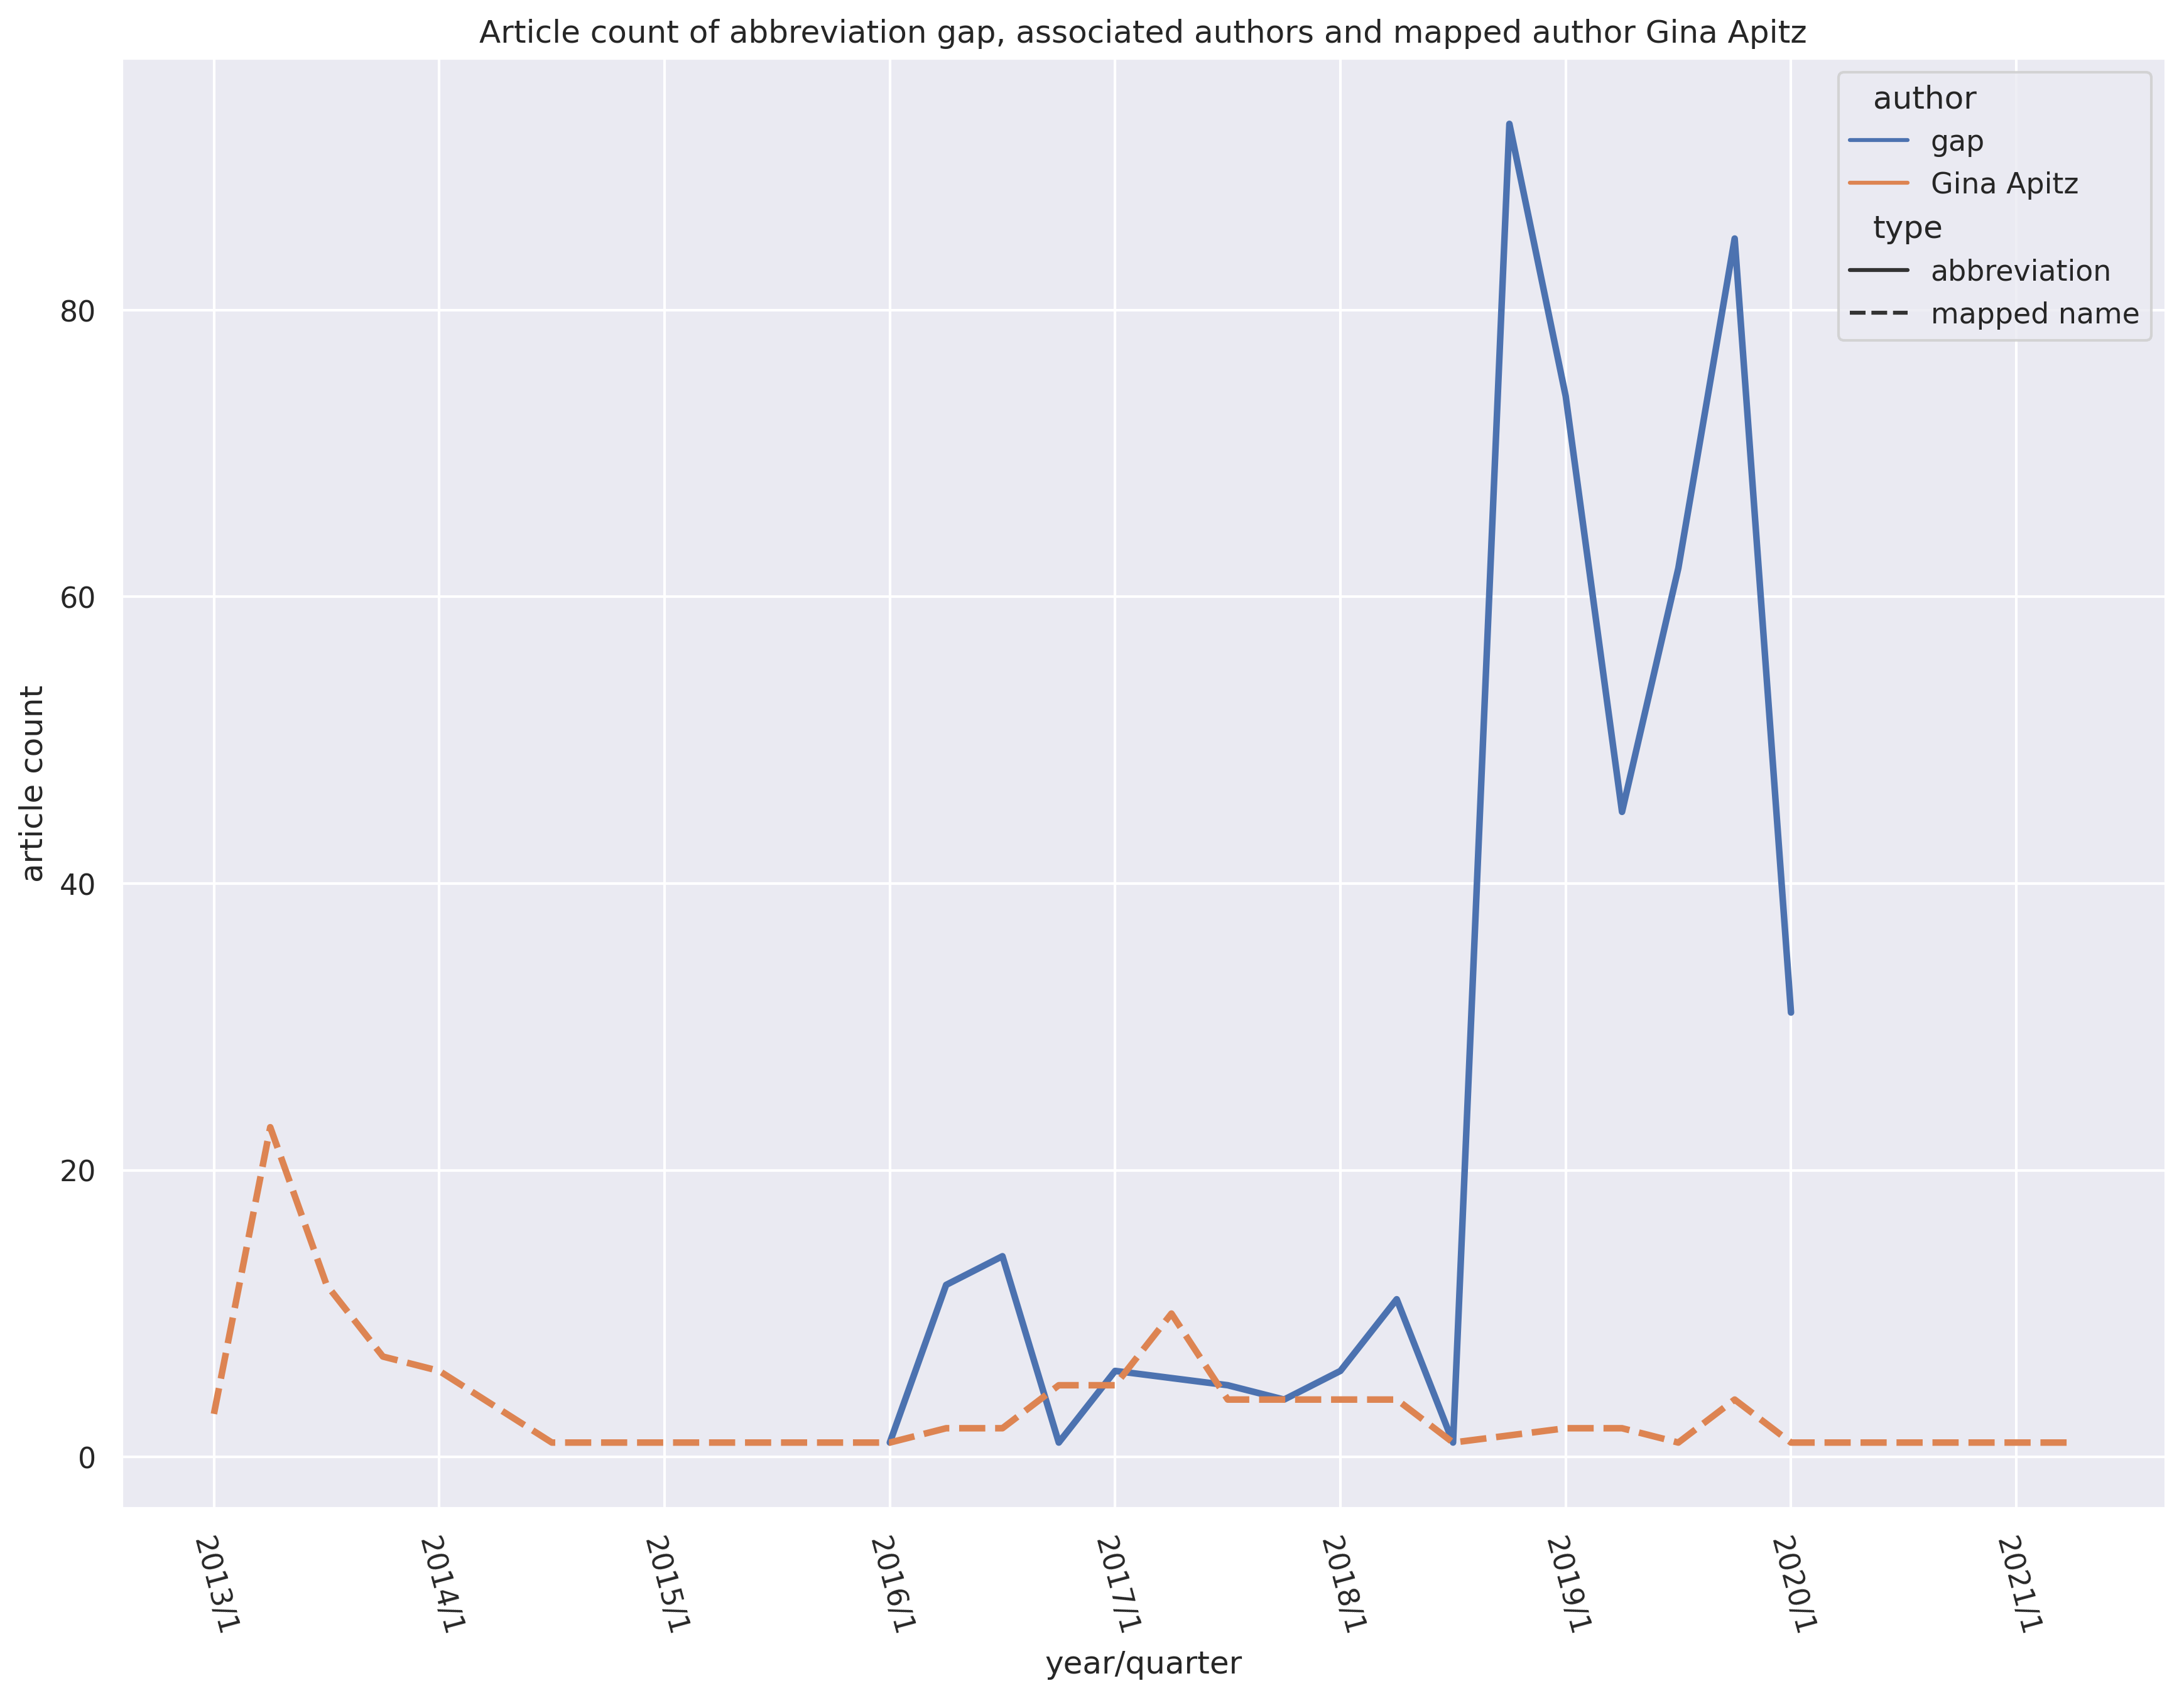 Article count of abbreviation gap, associated authors and mapped author Gina Apitz
author
gap
Gina Apitz
type
abbreviation
mapped name
80
60
40
20
0
article count
2013/1
2014/1
2015/1
2016/1
2017/1
2018/1
2019/1
2020/1
2021/1
year/quarter